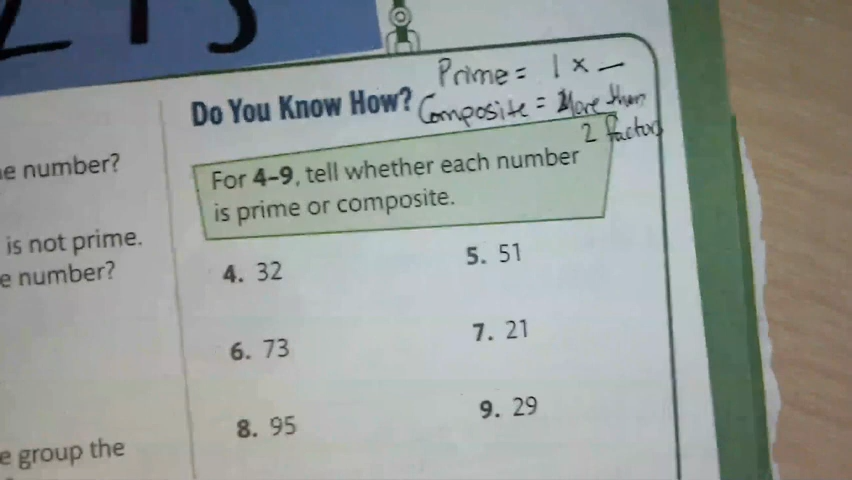 Prime = 1 x —
Do You Know How?
Composite = More than
2 factors
e number?
For 4–9, tell whether each number
is prime or composite.
is not prime.
e number?
4. 32
5. 51
6. 73
7. 21
8. 95
9. 29
e group the